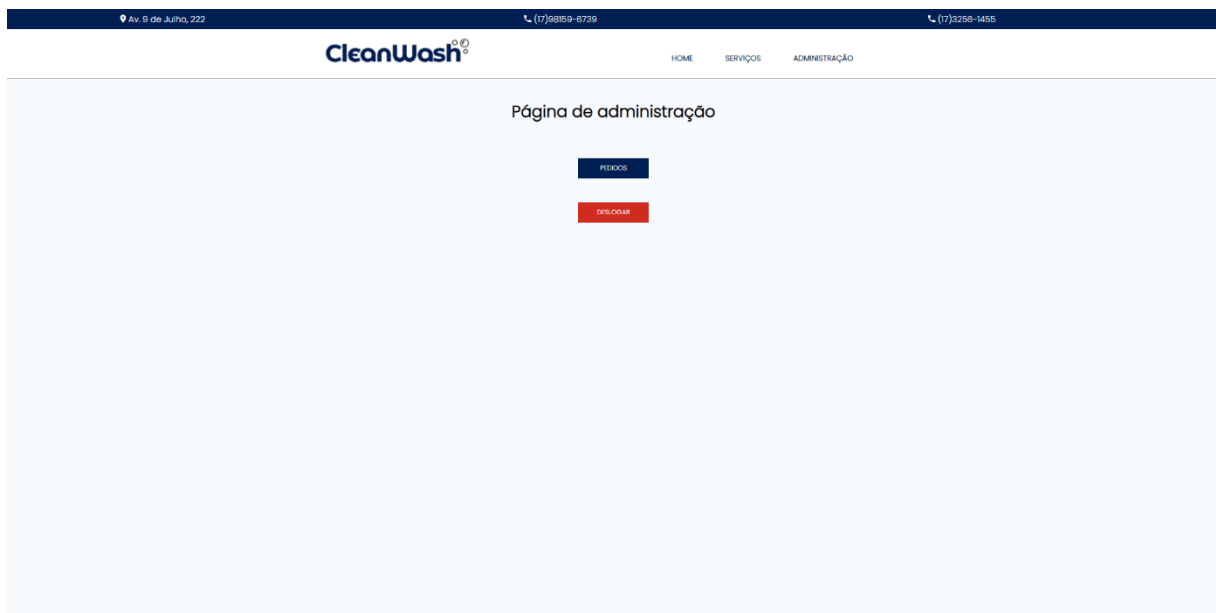 Av. 9 de Julho, 222
(17)98159-6739
(17)3256-1455
CleanWash
HOME
SERVIÇOS
ADMINISTRAÇÃO
Página de administração
PEDIDOS
DESLOGAR